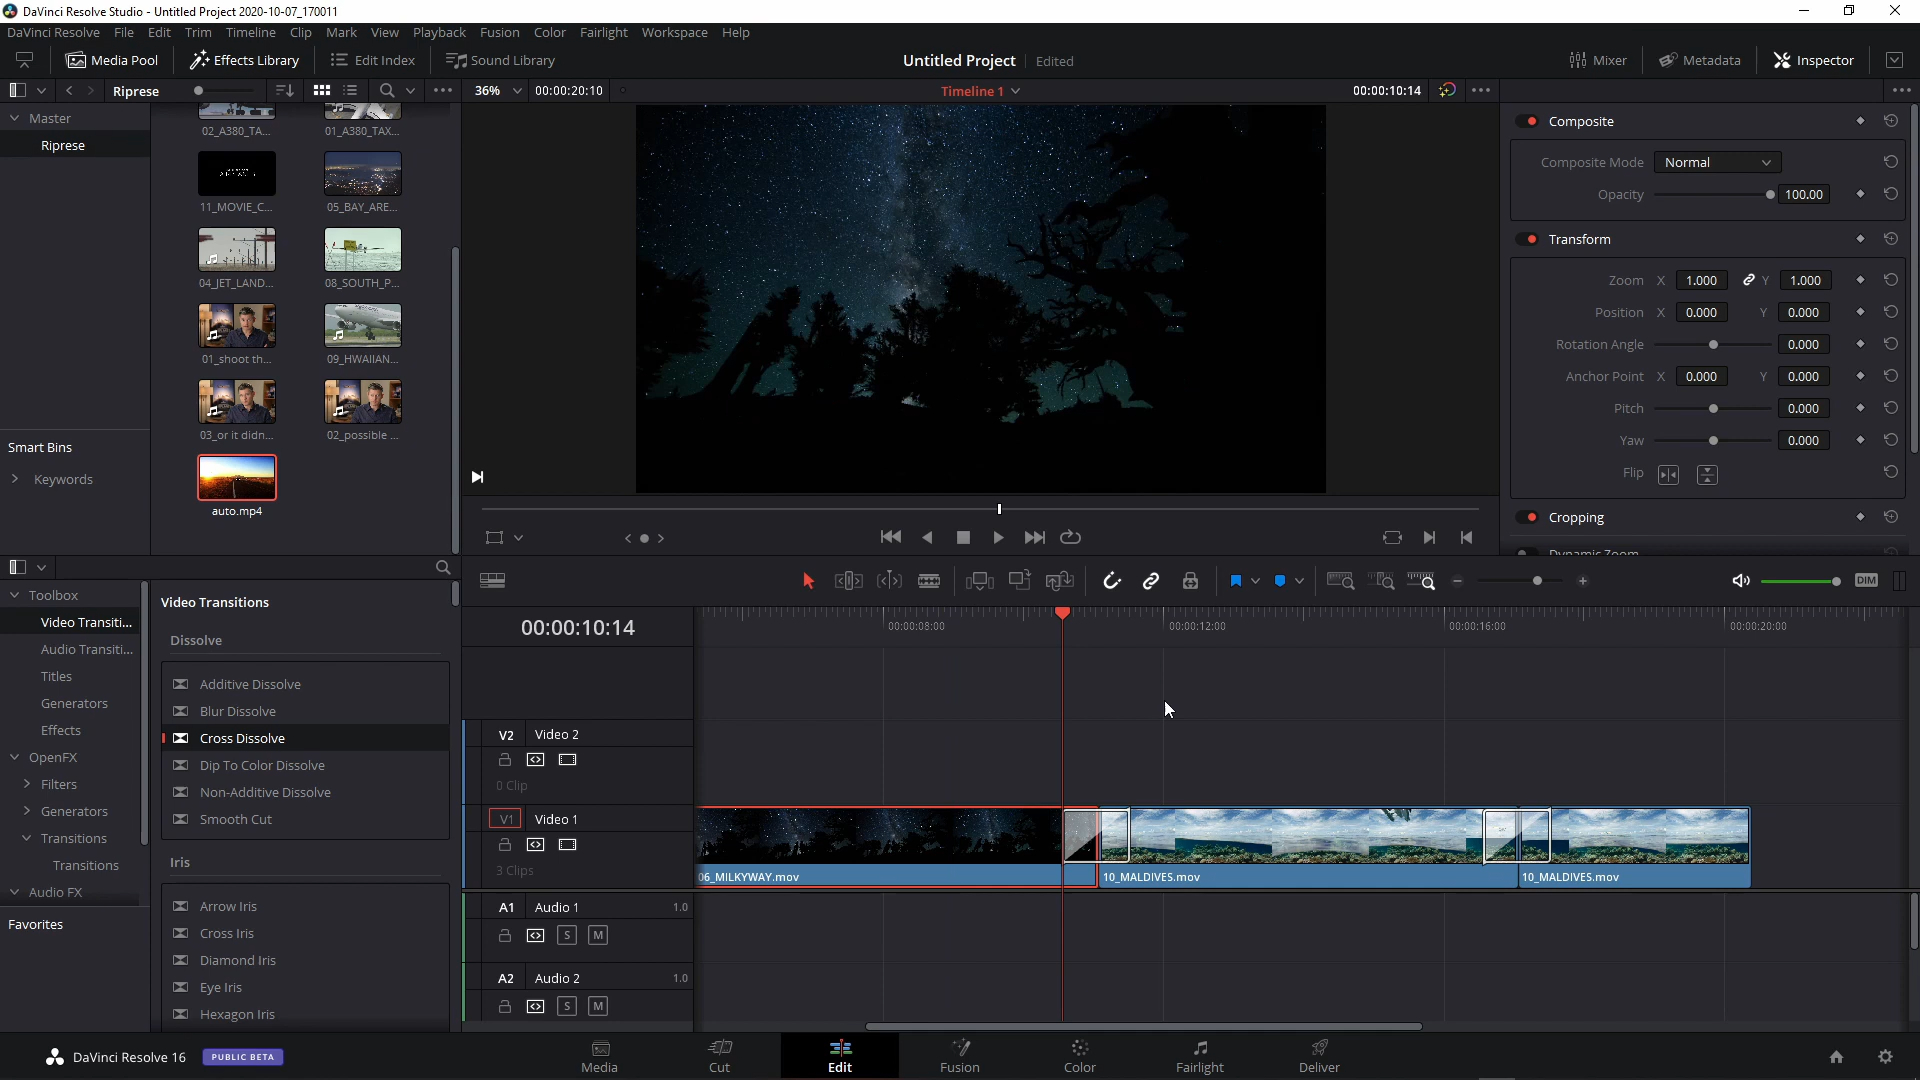 DaVinci Resolve Studio - Untitled Project 2020-10-07_170011
DaVinci Resolve File Edit Trim Timeline Clip Mark View Playback Fusion Color Fairlight Workspace Help
Media Pool Effects Library Edit Index Sound Library Untitled Project Edited Mixer Metadata Inspector
Riprese 36% 00:00:20:10 Timeline 1 00:00:10:14
Master
Riprese
02_A380_TA... 01_A380_TAX...
11_MOVIE_C... 05_BAY_ARE...
04_JET_LAND... 08_SOUTH_P...
01_shoot th... 09_HWAIIAN...
03_or it didn... 02_possible ...
auto.mp4
Smart Bins
Keywords
Composite
Composite Mode Normal
Opacity 100.00
Transform
Zoom X 1.000 Y 1.000
Position X 0.000 Y 0.000
Rotation Angle 0.000
Anchor Point X 0.000 Y 0.000
Pitch 0.000
Yaw 0.000
Flip
Cropping
Dynamic Zoom
DIM
Toolbox
Video Transiti...
Audio Transiti...
Titles
Generators
Effects
OpenFX
Filters
Generators
Transitions
Transitions
Audio FX
Favorites
Video Transitions
Dissolve
Additive Dissolve
Blur Dissolve
Cross Dissolve
Dip To Color Dissolve
Non-Additive Dissolve
Smooth Cut
Iris
Arrow Iris
Cross Iris
Diamond Iris
Eye Iris
Hexagon Iris
00:00:10:14 00:00:08:00 00:00:12:00 00:00:16:00 00:00:20:00
V2 Video 2
0 Clip
V1 Video 1
3 Clips
06_MILKYWAY.mov 10_MALDIVES.mov 10_MALDIVES.mov
A1 Audio 1 1.0
S M
A2 Audio 2 1.0
S M
DaVinci Resolve 16 PUBLIC BETA
Media Cut Edit Fusion Color Fairlight Deliver